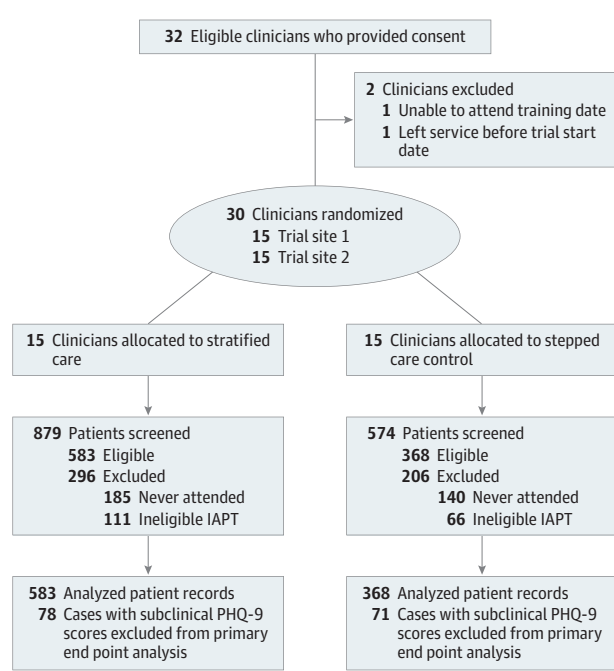 32 Eligible clinicians who provided consent
2 Clinicians excluded
1 Unable to attend training date
1 Left service before trial start
date
30 Clinicians randomized
15 Trial site 1
15 Trial site 2
15 Clinicians allocated to stratified
care
15 Clinicians allocated to stepped
care control
879 Patients screened
583 Eligible
296 Excluded
185 Never attended
111 Ineligible IAPT
574 Patients screened
368 Eligible
206 Excluded
140 Never attended
66 Ineligible IAPT
583 Analyzed patient records
78 Cases with subclinical PHQ-9
scores excluded from primary
end point analysis
368 Analyzed patient records
71 Cases with subclinical PHQ-9
scores excluded from primary
end point analysis